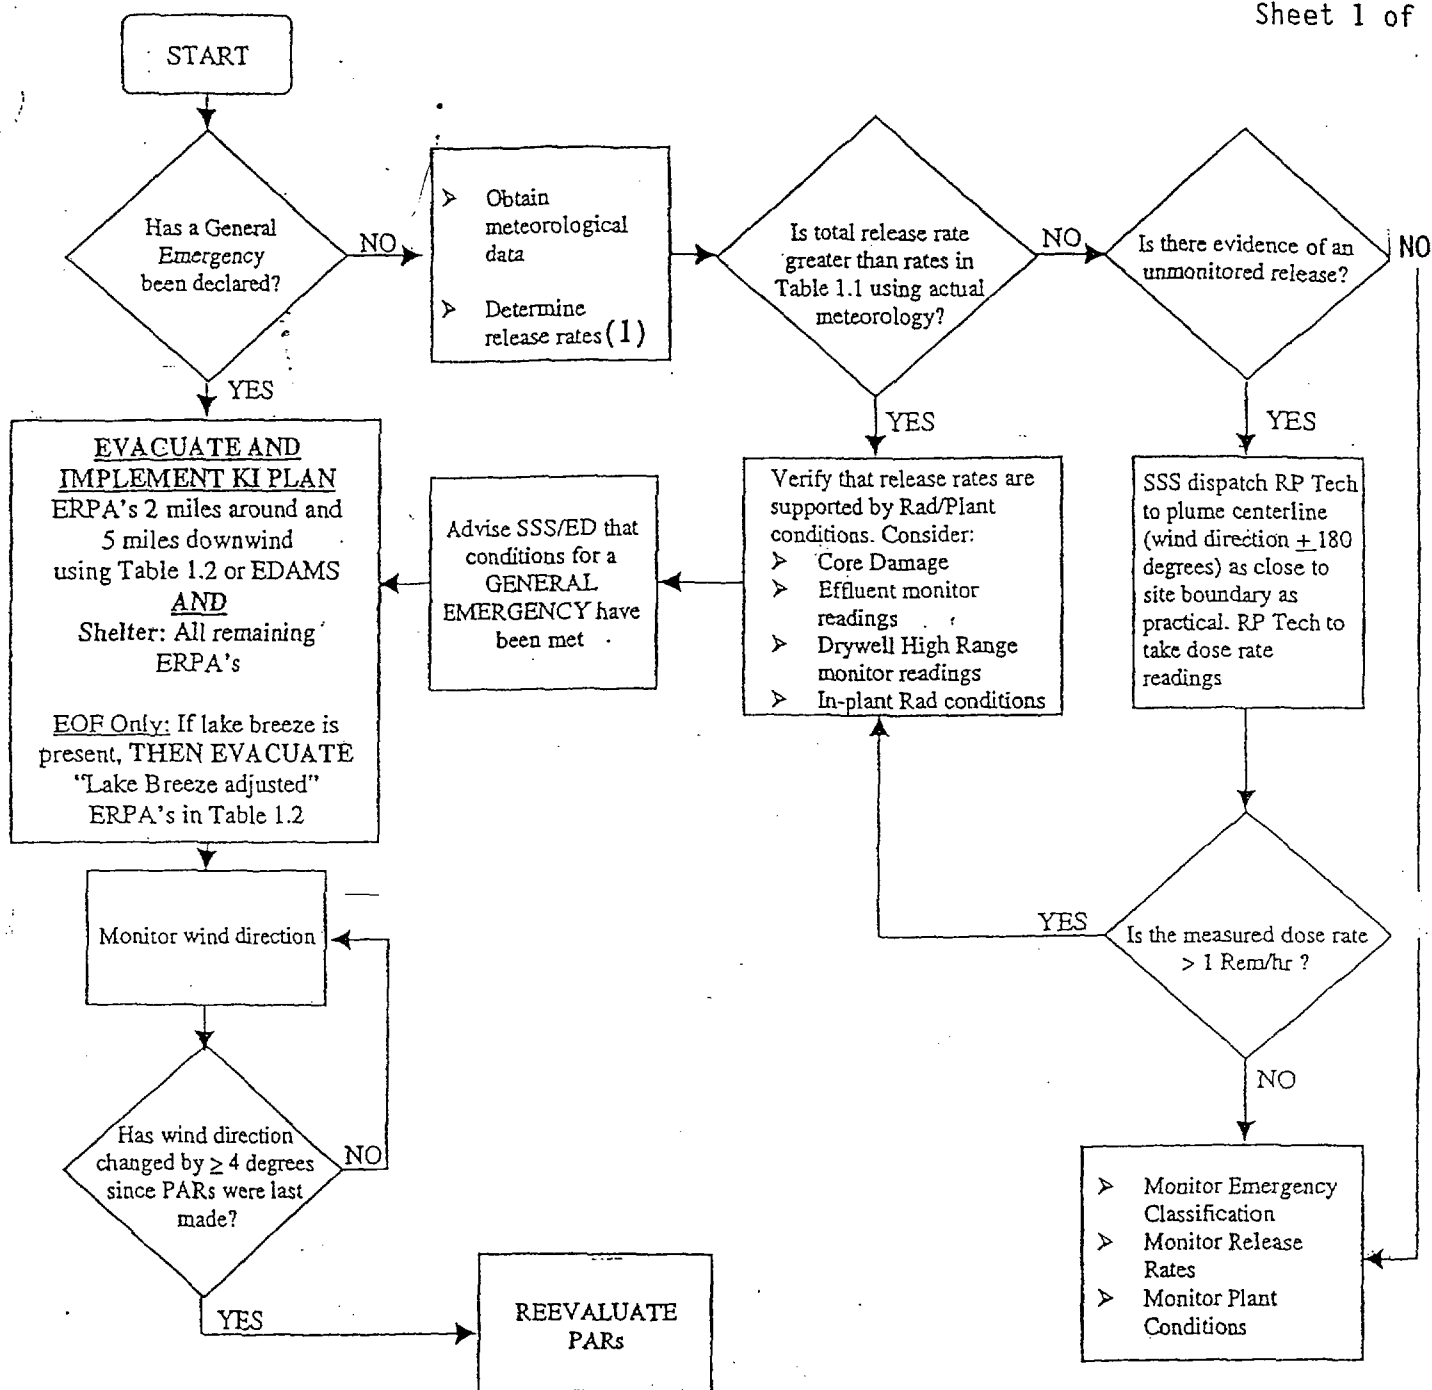 Sheet 1 of
START
Has a General
Emergency
been declared?
NO
YES
➢ Obtain
meteorological
data
➢ Determine
release rates(1)
Is total release rate
greater than rates in
Table 1.1 using actual
meteorology?
NO
YES
Is there evidence of an
unmonitored release?
NO
YES
EVACUATE AND
IMPLEMENT KI PLAN
ERPA's 2 miles around and
5 miles downwind
using Table 1.2 or EDAMS
AND
Shelter: All remaining
ERPA's
EOF Only: If lake breeze is
present, THEN EVACUATE
"Lake Breeze adjusted"
ERPA's in Table 1.2
Advise SSS/ED that
conditions for a
GENERAL
EMERGENCY have
been met
Verify that release rates are
supported by Rad/Plant
conditions. Consider:
➢ Core Damage
➢ Effluent monitor
readings
➢ Drywell High Range
monitor readings
➢ In-plant Rad conditions
SSS dispatch RP Tech
to plume centerline
(wind direction ± 180
degrees) as close to
site boundary as
practical. RP Tech to
take dose rate
readings
Monitor wind direction
YES
Is the measured dose rate
> 1 Rem/hr ?
NO
Has wind direction
changed by ≥ 4 degrees
since PARs were last
made?
NO
YES
REEVALUATE
PARs
➢ Monitor Emergency
Classification
➢ Monitor Release
Rates
➢ Monitor Plant
Conditions